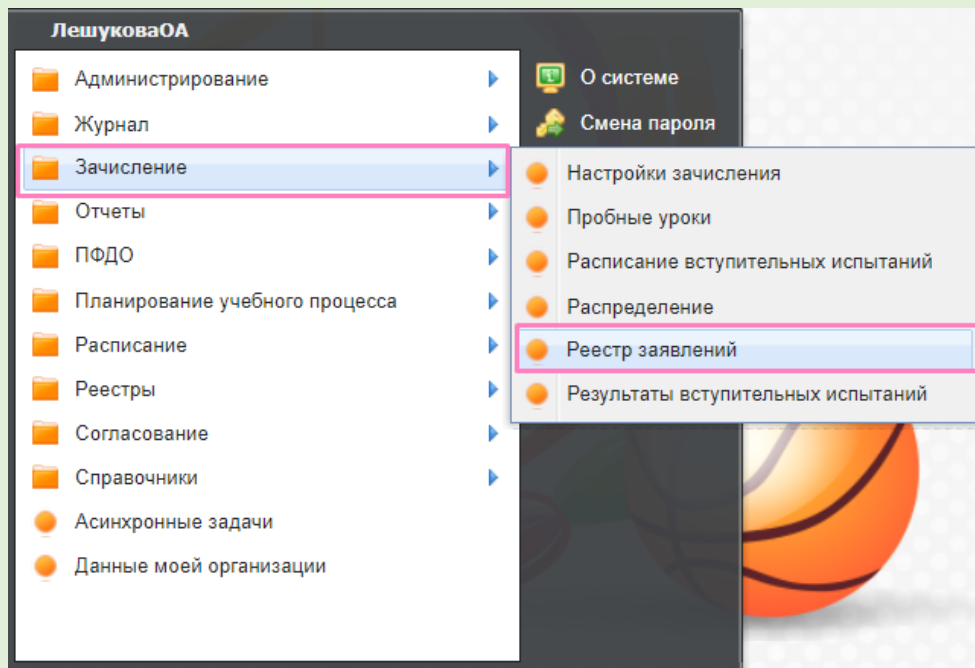 ЛешуковаОА
Администрирование
Журнал
Зачисление
Отчеты
ПФДО
Планирование учебного процесса
Расписание
Реестры
Согласование
Справочники
Асинхронные задачи
Данные моей организации
О системе
Смена пароля
Настройки зачисления
Пробные уроки
Расписание вступительных испытаний
Распределение
Реестр заявлений
Результаты вступительных испытаний